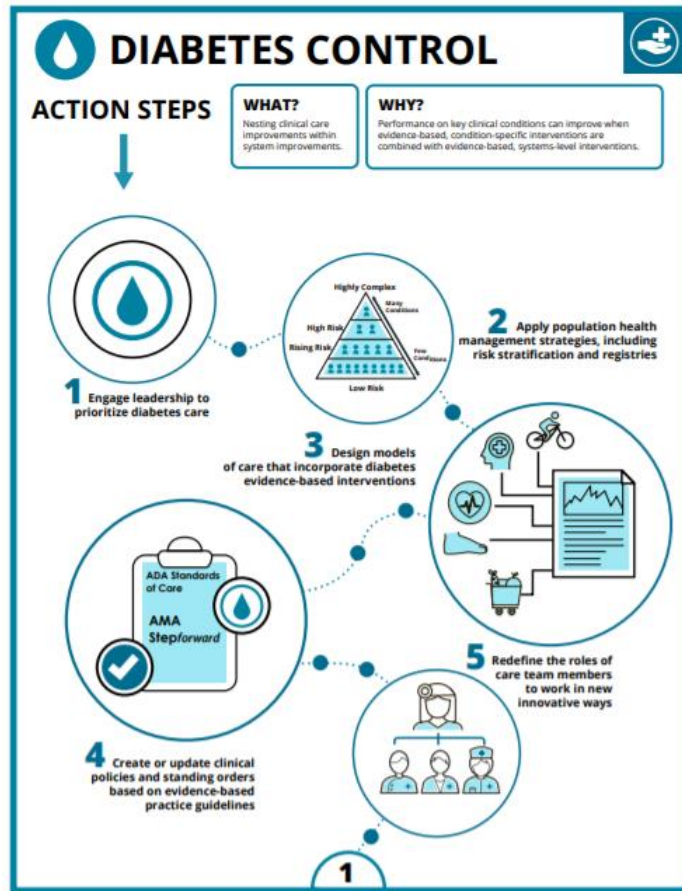 DIABETES CONTROL
ACTION STEPS
WHAT?
Nesting clinical care
improvements within
system improvements.
WHY?
Performance on key clinical conditions can improve when
evidence-based, condition-specific interventions are
combined with evidence-based, systems-level interventions.
1 Engage leadership to
prioritize diabetes care
Highly Complex
Many
Conditions
High Risk
Rising Risk
Few
Conditions
Low Risk
2 Apply population health
management strategies, including
risk stratification and registries
3 Design models
of care that incorporate diabetes
evidence-based interventions
ADA Standards
of Care
AMA
Stepforward
4 Create or update clinical
policies and standing orders
based on evidence-based
practice guidelines
5 Redefine the roles of
care team members
to work in new
innovative ways
1